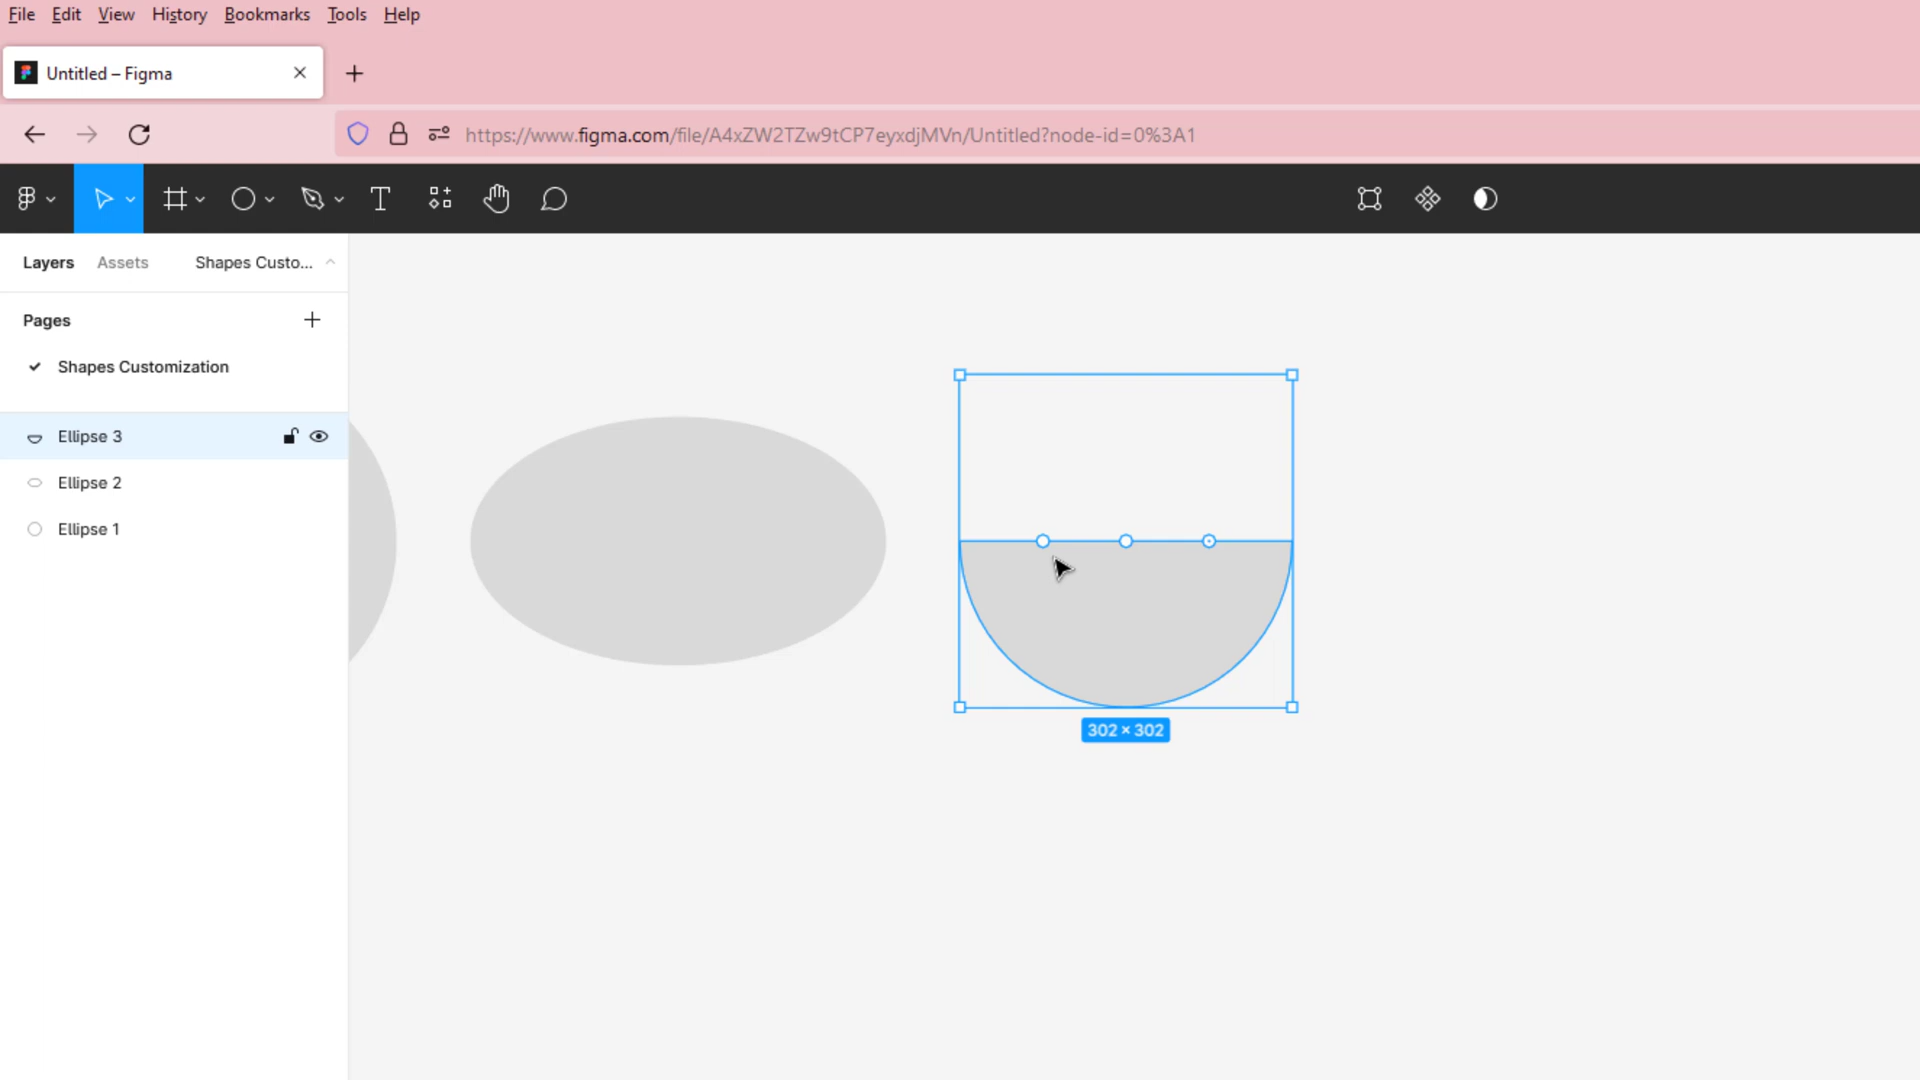 File Edit View History Bookmarks Tools Help
Untitled – Figma
https://www.figma.com/file/A4xZW2TZw9tCP7eyxdjMVn/Untitled?node-id=0%3A1
Layers Assets Shapes Custo...
Pages
Shapes Customization
Ellipse 3
Ellipse 2
Ellipse 1
302 × 302